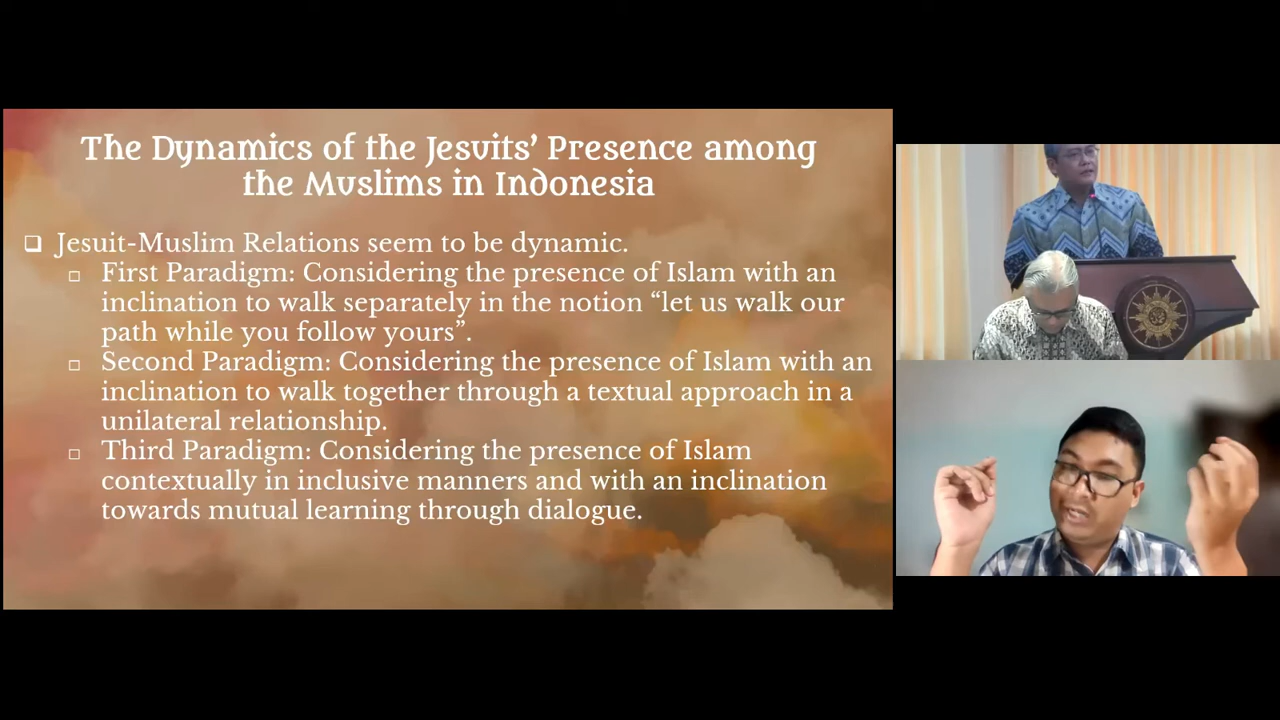 The Dynamics of the Jesuits’ Presence among
the Muslims in Indonesia
Jesuit-Muslim Relations seem to be dynamic.
First Paradigm: Considering the presence of Islam with an
inclination to walk separately in the notion “let us walk our
path while you follow yours”.
Second Paradigm: Considering the presence of Islam with an
inclination to walk together through a textual approach in a
unilateral relationship.
Third Paradigm: Considering the presence of Islam
contextually in inclusive manners and with an inclination
towards mutual learning through dialogue.